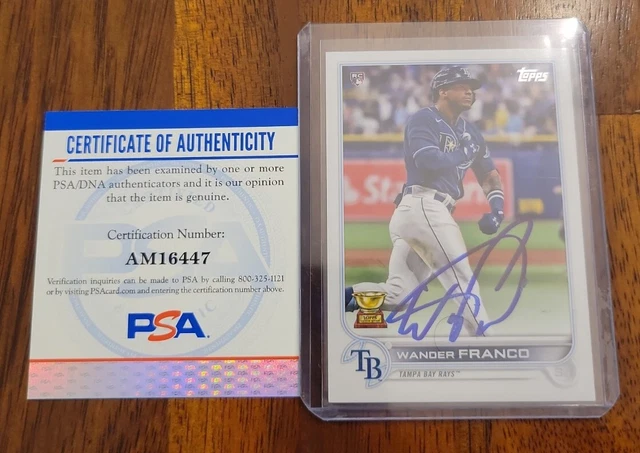 CERTIFICATE OF AUTHENTICITY
This item has been examined by one or more
PSA/DNA authenticators and it is our opinion
that the item is genuine.
Certification Number:
AM16447
Verification inquiries can be made to PSA by calling 800-325-1121
or by visiting PSAcard.com and entering the certification number above.
PSA
RC
Topps
TB
WANDER FRANCO
TAMPA BAY RAYS™